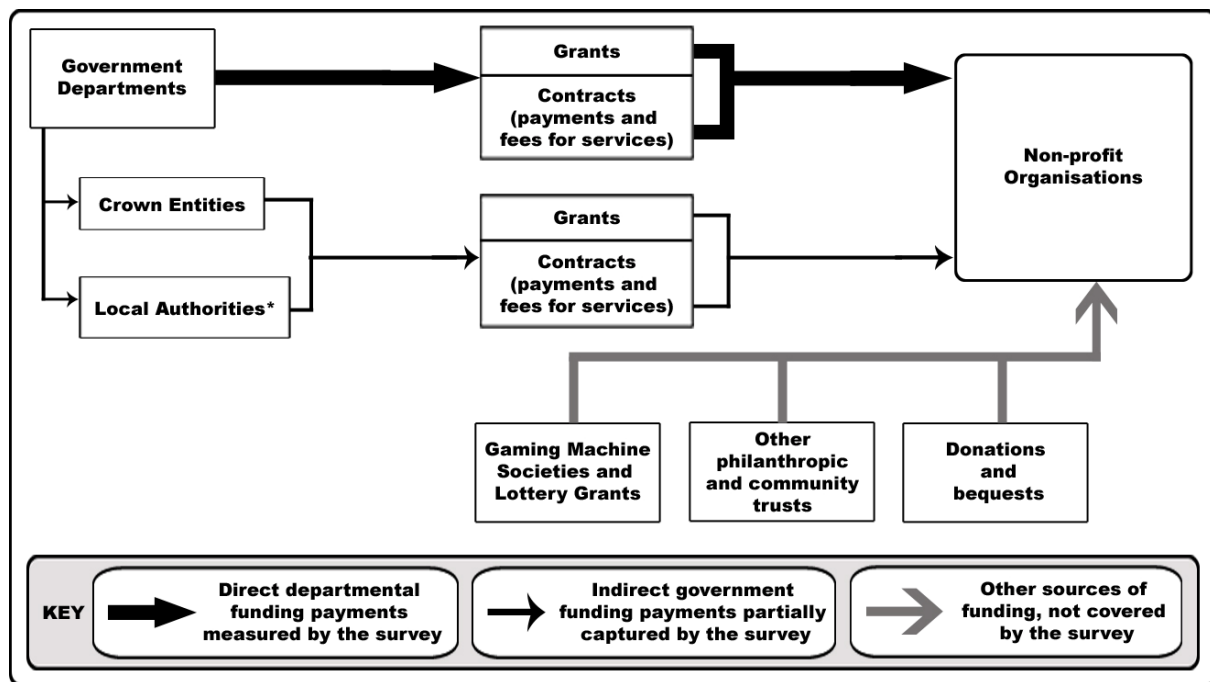 Government
Departments
Grants
Contracts
(payments and
fees for services)
Non-profit
Organisations
Crown Entities
Local Authorities*
Grants
Contracts
(payments and
fees for services)
Gaming Machine
Societies and
Lottery Grants
Other
philanthropic
and community
trusts
Donations
and
bequests
KEY
Direct departmental
funding payments
measured by the survey
Indirect government
funding payments partially
captured by the survey
Other sources of
funding, not covered
by the survey